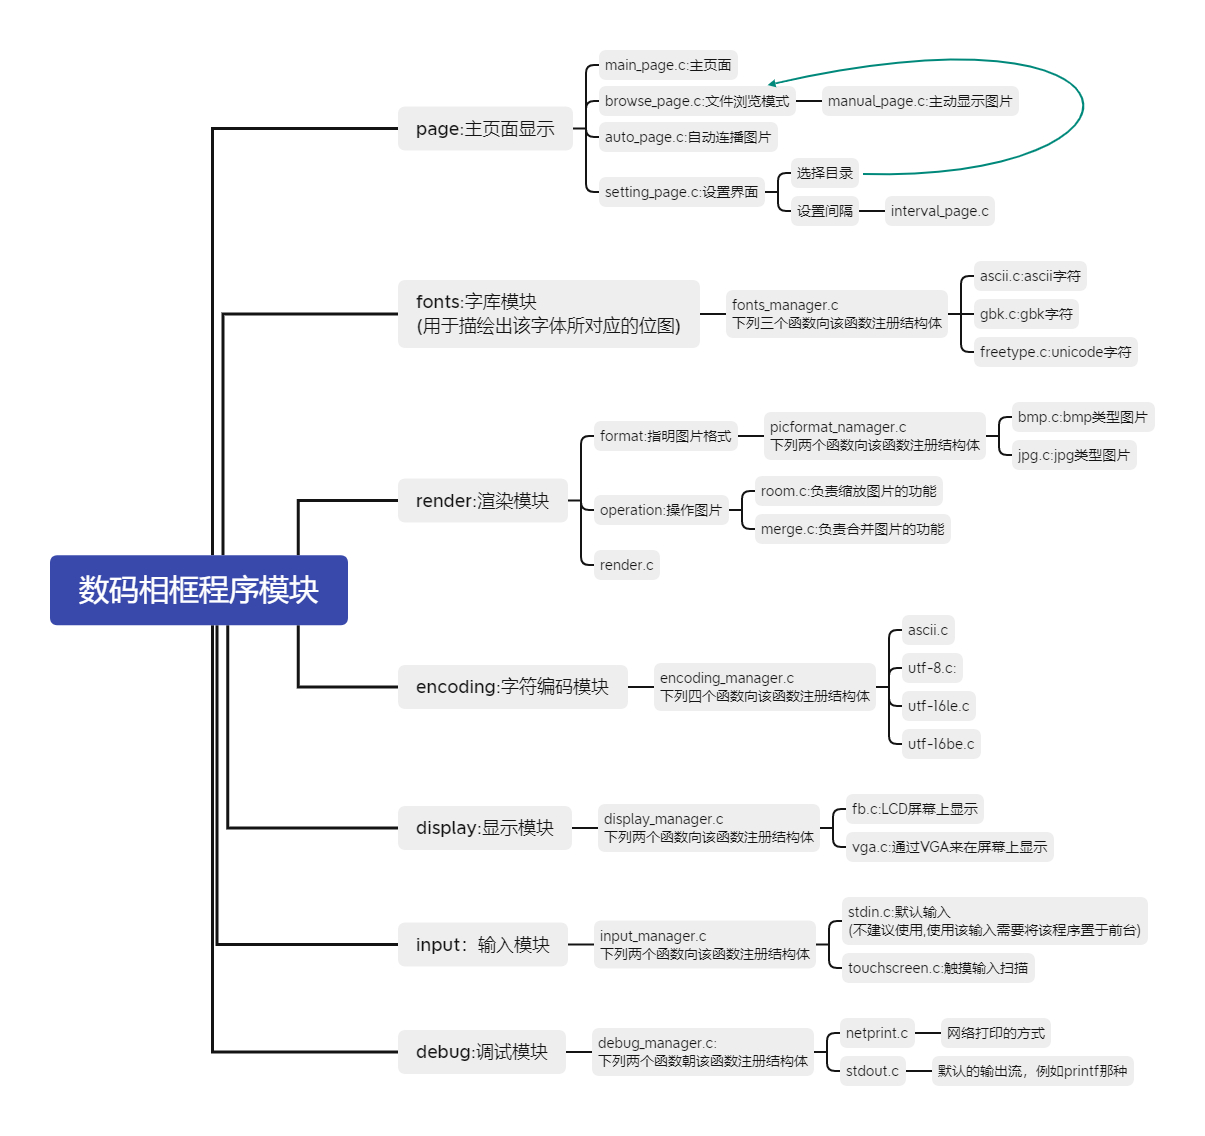 数码相框程序模块
page:主页面显示
main_page.c:主页面
browse_page.c:文件浏览模式
manual_page.c:主动显示图片
auto_page.c:自动连播图片
setting_page.c:设置界面
选择目录
设置间隔
interval_page.c
fonts:字库模块
(用于描绘出该字体所对应的位图)
fonts_manager.c
下列三个函数向该函数注册结构体
ascii.c:ascii字符
gbk.c:gbk字符
freetype.c:unicode字符
render:渲染模块
format:指明图片格式
picformat_namager.c
下列两个函数向该函数注册结构体
bmp.c:bmp类型图片
jpg.c:jpg类型图片
operation:操作图片
room.c:负责缩放图片的功能
merge.c:负责合并图片的功能
render.c
encoding:字符编码模块
encoding_manager.c
下列四个函数向该函数注册结构体
ascii.c
utf-8.c:
utf-16le.c
utf-16be.c
display:显示模块
display_manager.c
下列两个函数向该函数注册结构体
fb.c:LCD屏幕上显示
vga.c:通过VGA来在屏幕上显示
input：输入模块
input_manager.c
下列两个函数向该函数注册结构体
stdin.c:默认输入
(不建议使用,使用该输入需要将该程序置于前台)
touchscreen.c:触摸输入扫描
debug:调试模块
debug_manager.c:
下列两个函数朝该函数注册结构体
netprint.c
网络打印的方式
stdout.c
默认的输出流，例如printf那种